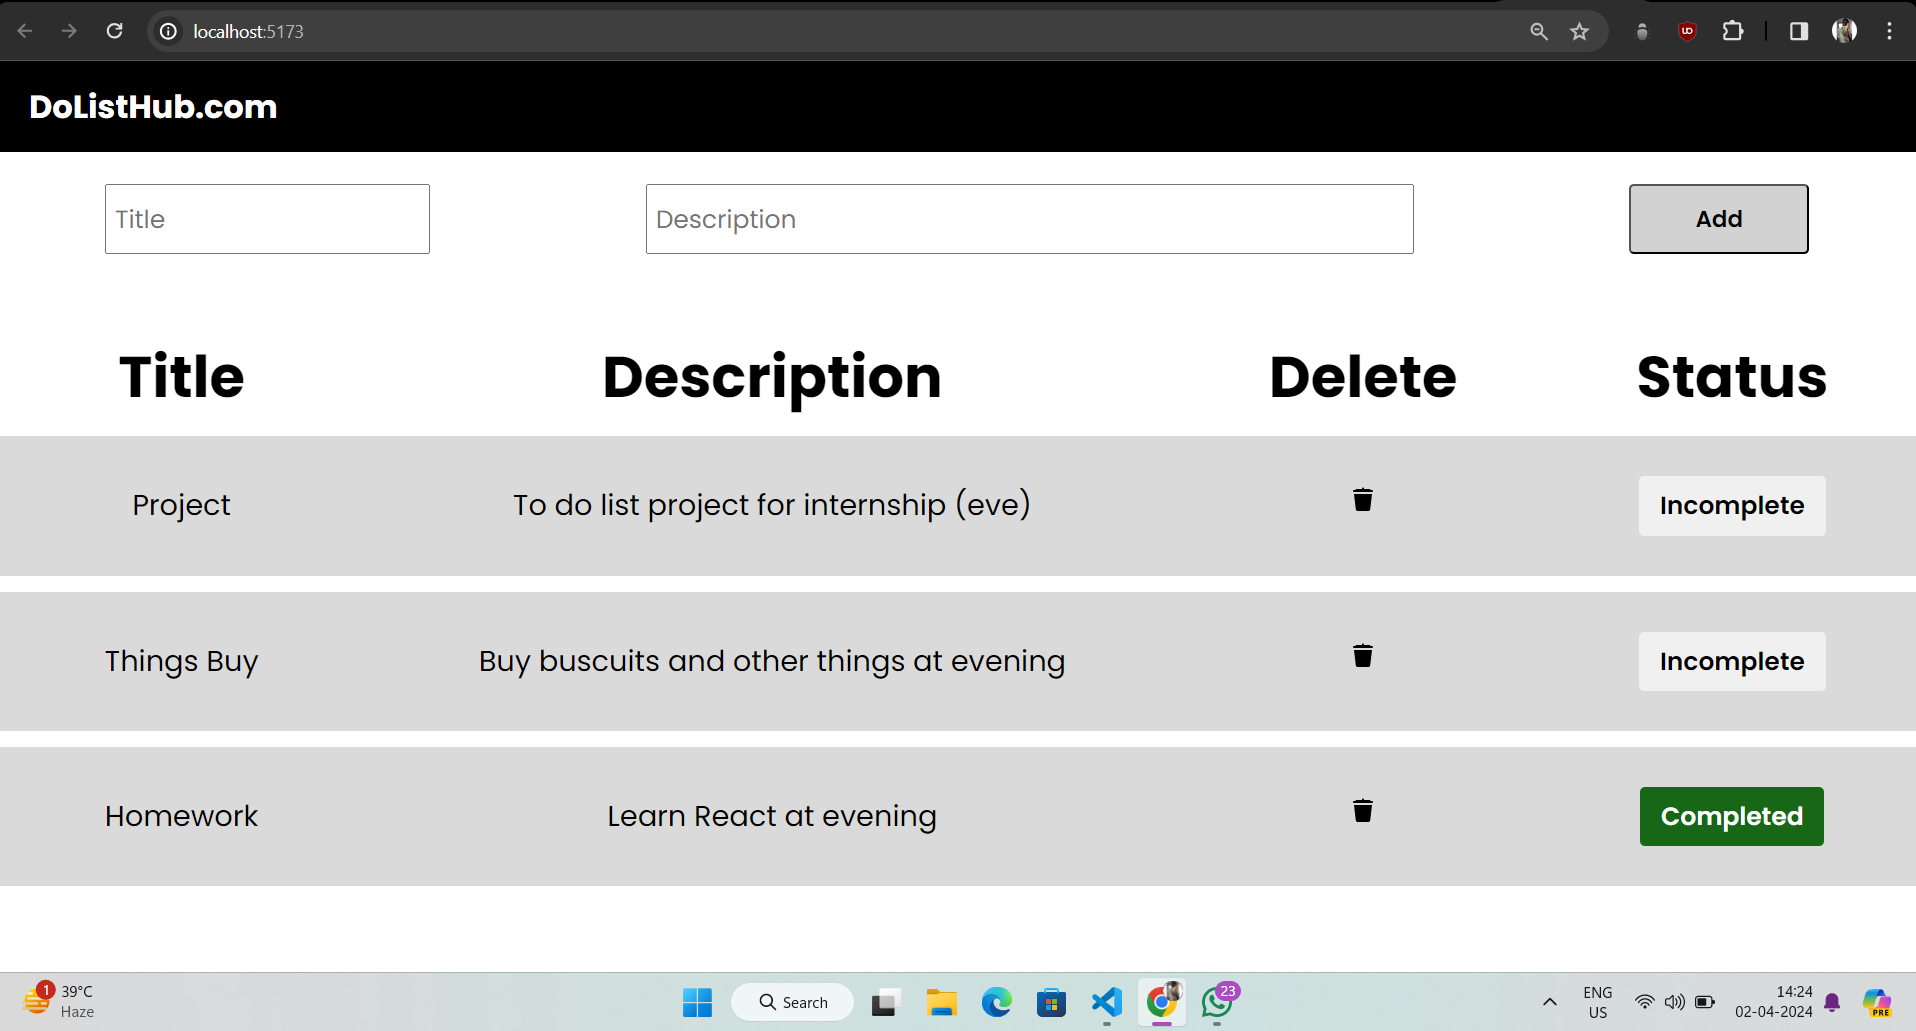 localhost:5173
DoListHub.com
Title Description Add
Title Description Delete Status
Project To do list project for internship (eve) Incomplete
Things Buy Buy buscuits and other things at evening Incomplete
Homework Learn React at evening Completed
1 39°C
Haze
Search
23
ENG
US
14:24
02-04-2024
PRE